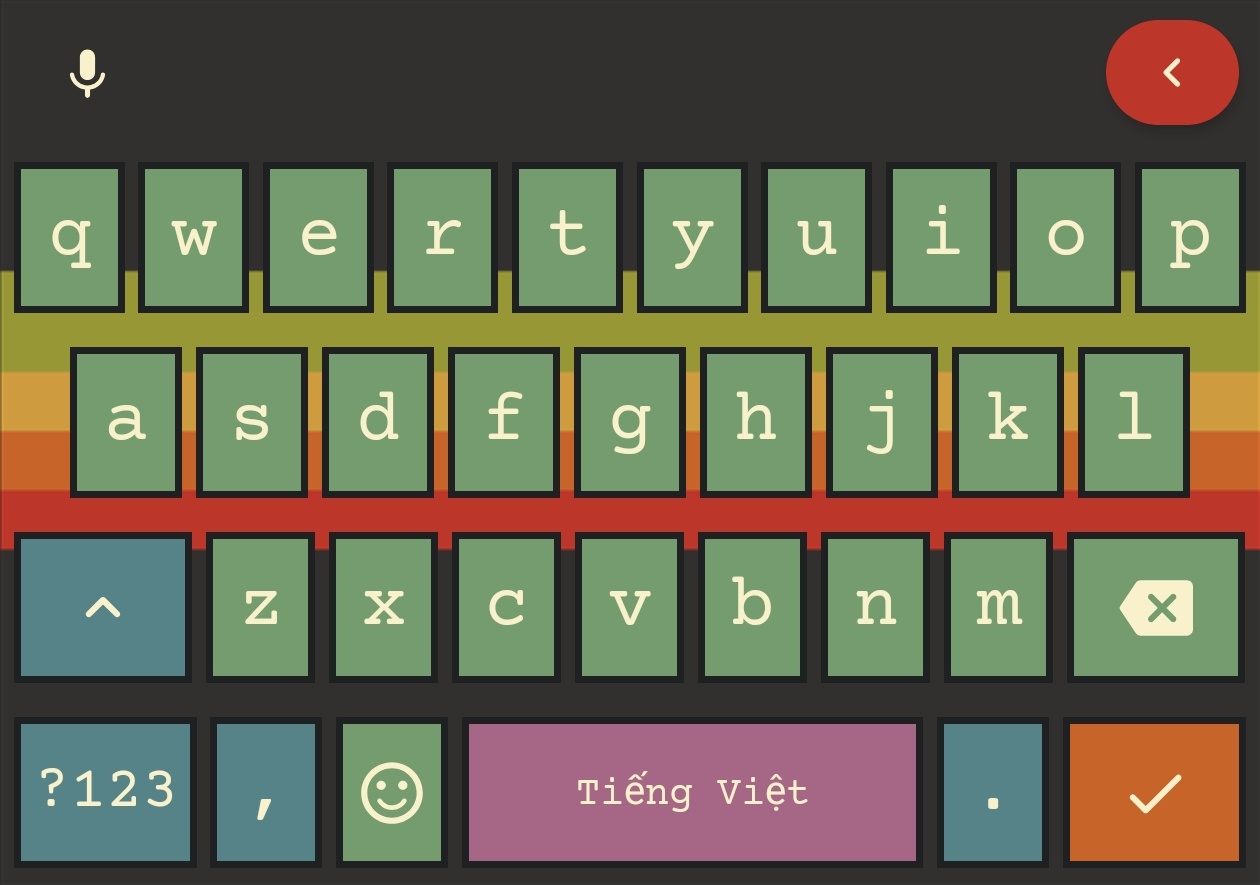 q w e r t y u i o p
a s d f g h j k l
z x c v b n m
?123 , Tiếng Việt .